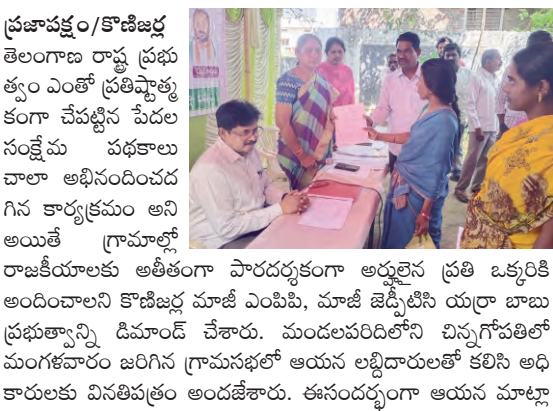 ప్రజాపక్షం/కొణిజర్ల
తెలంగాణ రాష్ట్ర ప్రభు
త్వం ఎంతో ప్రతిష్టాత్మ
కంగా చేపట్టిన పేదల
సంక్షేమ పథకాలు
చాలా అభినందించద
గిన కార్యక్రమం అని
అయితే గ్రామాల్లో
రాజకీయాలకు అతీతంగా పారదర్శకంగా అర్హులైన ప్రతి ఒక్కరికి
అందించాలని కొణిజర్ల మాజీ ఎంపిపి, మాజీ జెడ్పీటిసి యర్రా బాబు
ప్రభుత్వాన్ని డిమాండ్ చేశారు. మండలపరిదిలోని చిన్నగోపతిలో
మంగళవారం జరిగిన గ్రామసభలో ఆయన లబ్దిదారులతో కలిసి అధి
కారులకు వినతిపత్రం అందజేశారు. ఈసందర్భంగా ఆయన మాట్లా